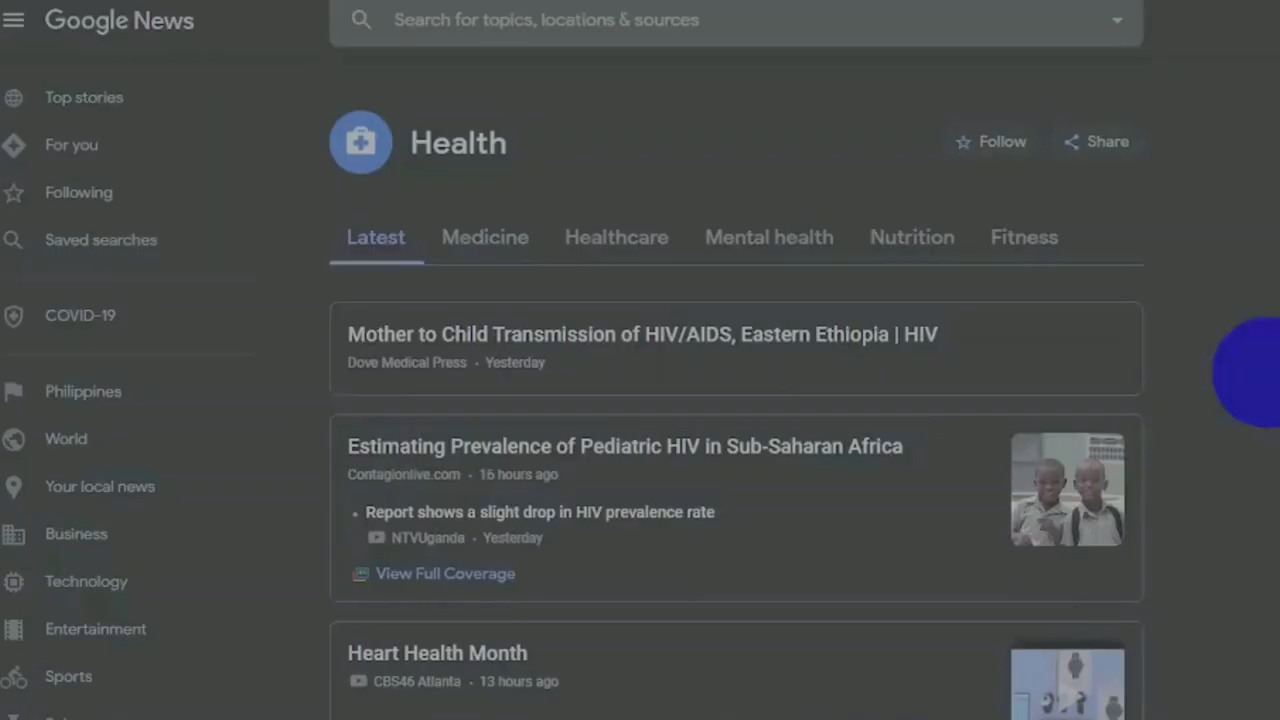 Google News
Search for topics, locations & sources
Top stories
For you
Following
Saved searches
COVID-19
Philippines
World
Your local news
Business
Technology
Entertainment
Sports
Health
Follow
Share
Latest Medicine Healthcare Mental health Nutrition Fitness
Mother to Child Transmission of HIV/AIDS, Eastern Ethiopia | HIV
Dove Medical Press · Yesterday
Estimating Prevalence of Pediatric HIV in Sub-Saharan Africa
Contagionlive.com · 16 hours ago
• Report shows a slight drop in HIV prevalence rate
NTVUganda · Yesterday
View Full Coverage
Heart Health Month
CBS46 Atlanta · 13 hours ago